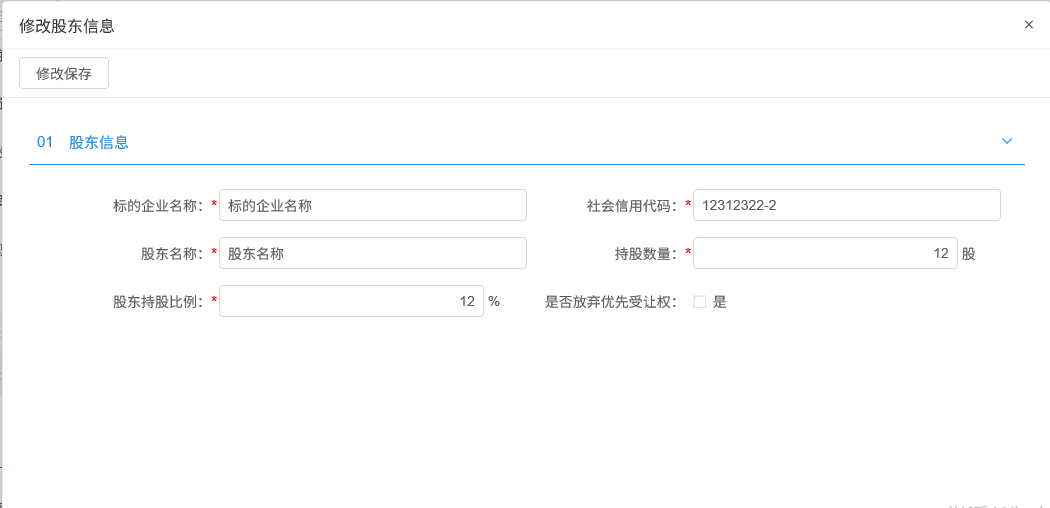 修改股东信息 ×
修改保存
01 股东信息
标的企业名称：* 标的企业名称 社会信用代码：* 12312322-2
股东名称：* 股东名称 持股数量：* 12 股
股东持股比例：* 12 % 是否放弃优先受让权： 是